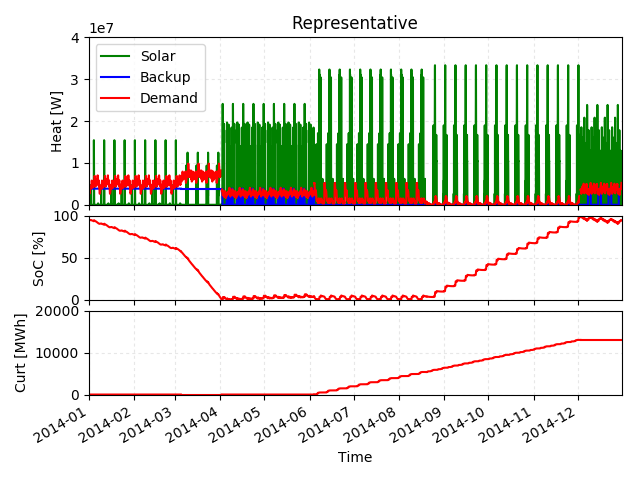 Representative
1e7
4
3
2
1
0
Heat [W]
Solar
Backup
Demand
100
50
0
SoC [%]
20000
10000
0
Curt [MWh]
2014-01
2014-02
2014-03
2014-04
2014-05
2014-06
2014-07
2014-08
2014-09
2014-10
2014-11
2014-12
Time